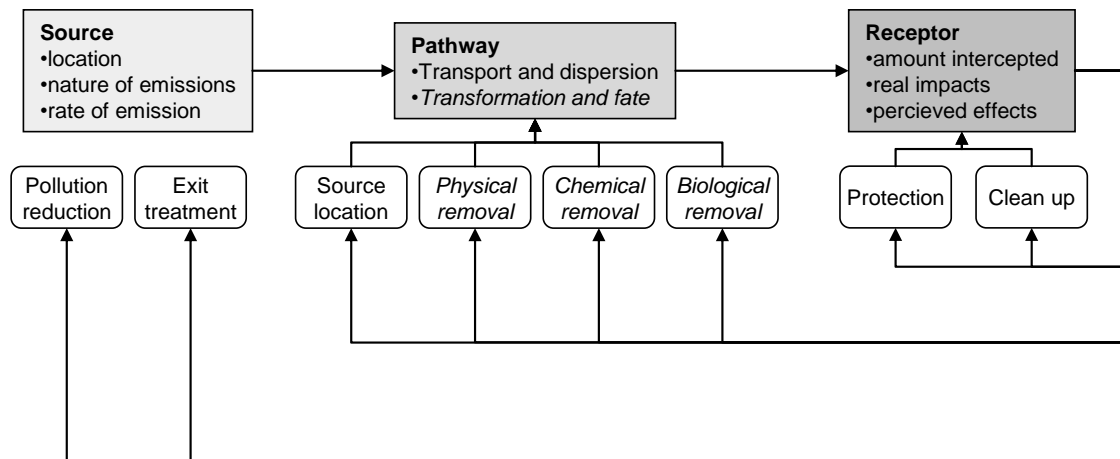 Source
•location
•nature of emissions
•rate of emission
Pathway
•Transport and dispersion
•Transformation and fate
Receptor
•amount intercepted
•real impacts
•percieved effects
Pollution
reduction
Exit
treatment
Source
location
Physical
removal
Chemical
removal
Biological
removal
Protection
Clean up